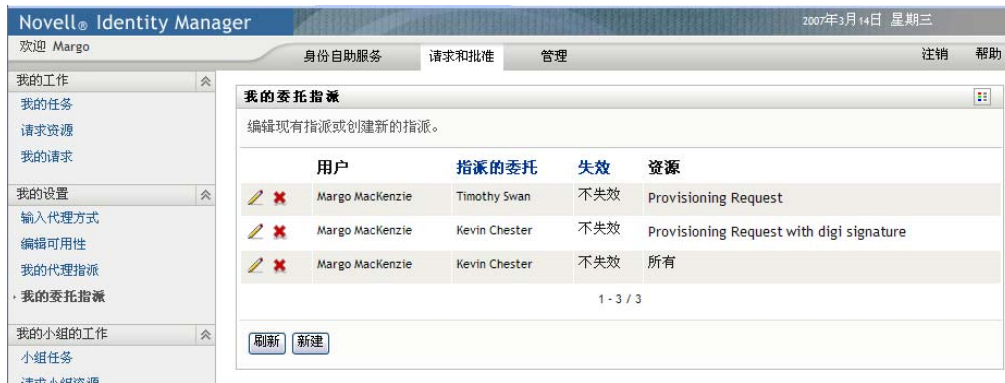 Novell® Identity Manager
2007年3月14日 星期三
欢迎 Margo
身份自助服务 请求和批准 管理 注销 帮助
我的工作
我的任务
请求资源
我的请求
我的设置
输入代理方式
编辑可用性
我的代理指派
· 我的委托指派
我的小组的工作
小组任务
请求小组资源
我的委托指派
编辑现有指派或创建新的指派。
用户 指派的委托 失效 资源
Margo MacKenzie Timothy Swan 不失效 Provisioning Request
Margo MacKenzie Kevin Chester 不失效 Provisioning Request with digi signature
Margo MacKenzie Kevin Chester 不失效 所有
1 - 3 / 3
刷新 新建